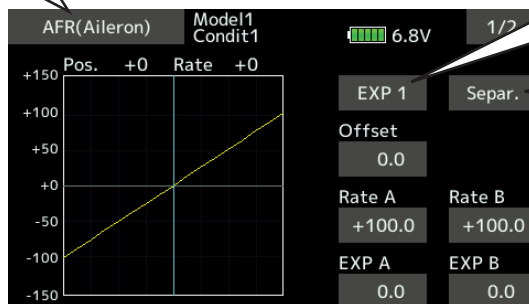 AFR(Aileron)
Model1
Condit1
6.8V
1/2
Pos. +0 Rate +0
+150
+100
+50
+0
-50
-100
-150
EXP 1
Separ.
Offset
0.0
Rate A
Rate B
+100.0
+100.0
EXP A
EXP B
0.0
0.0